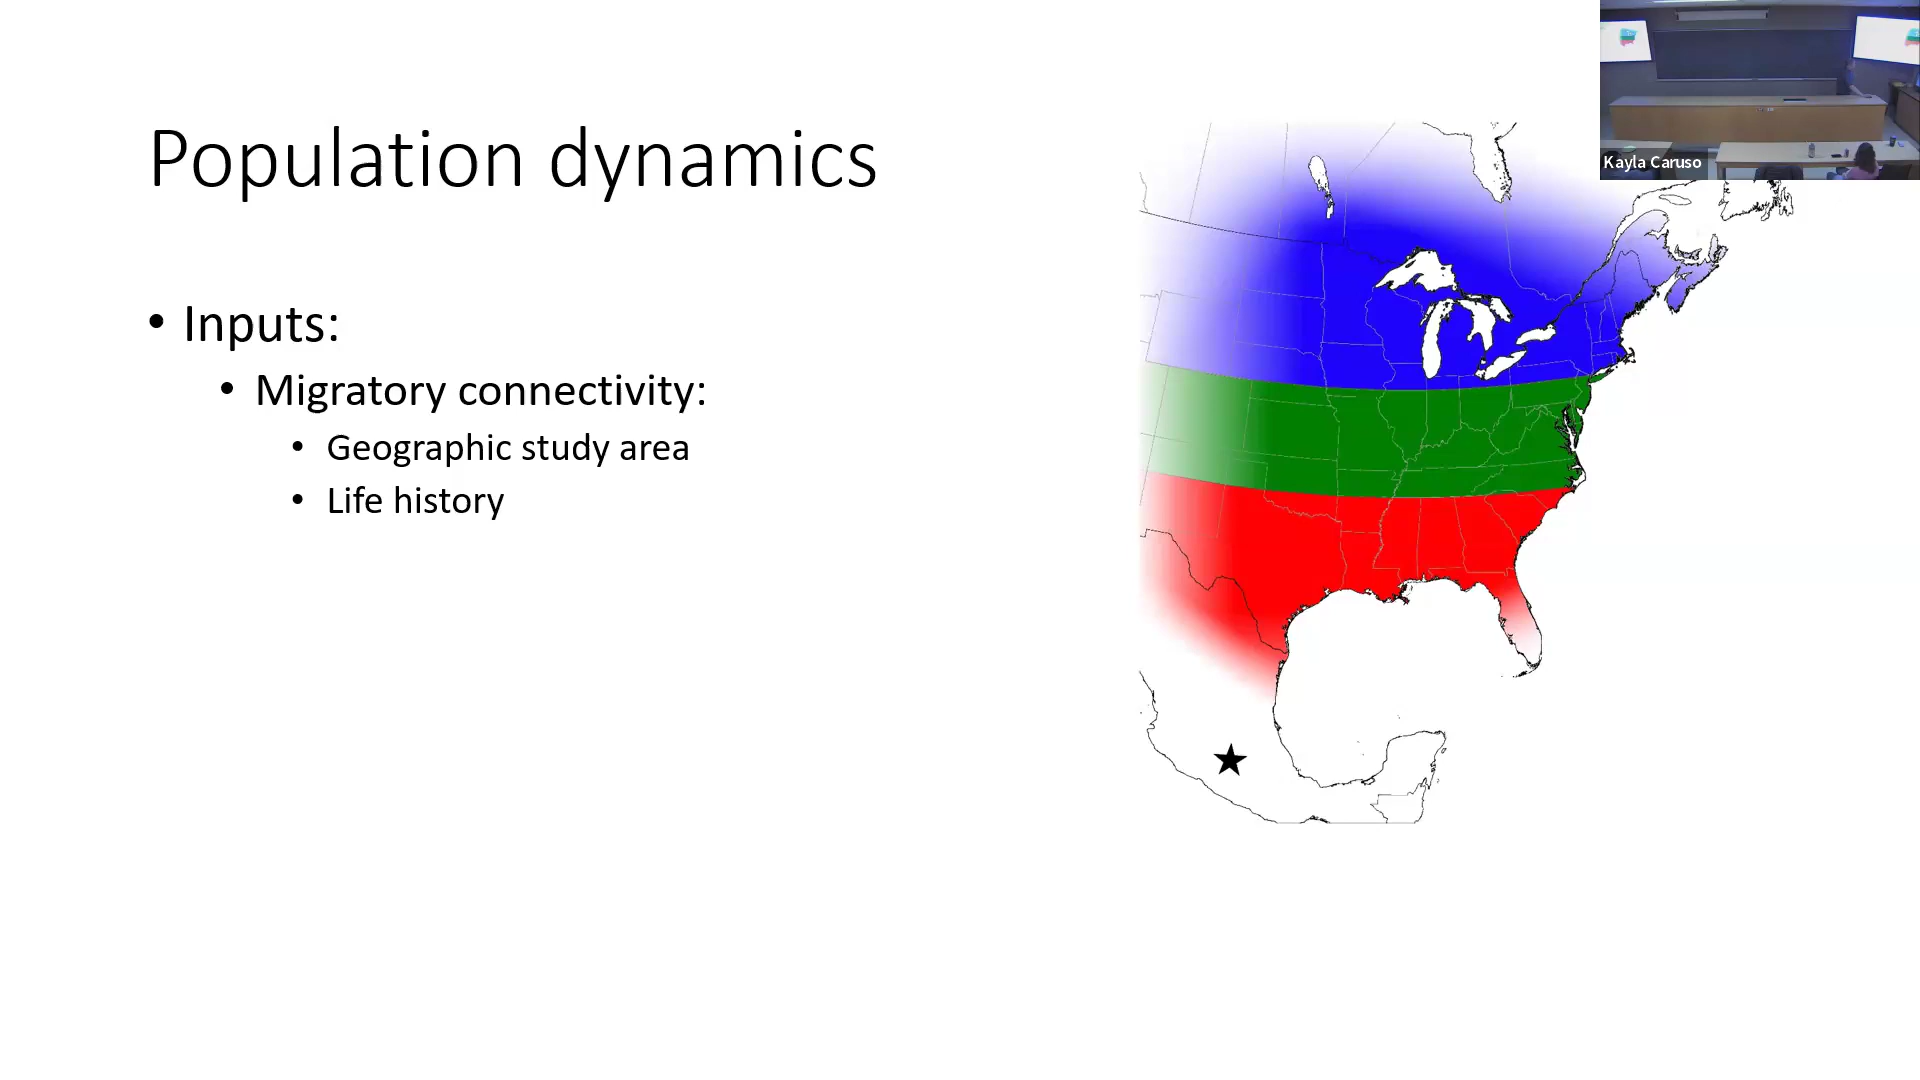 Population dynamics
Kayla Caruso
• Inputs:
• Migratory connectivity:
• Geographic study area
• Life history